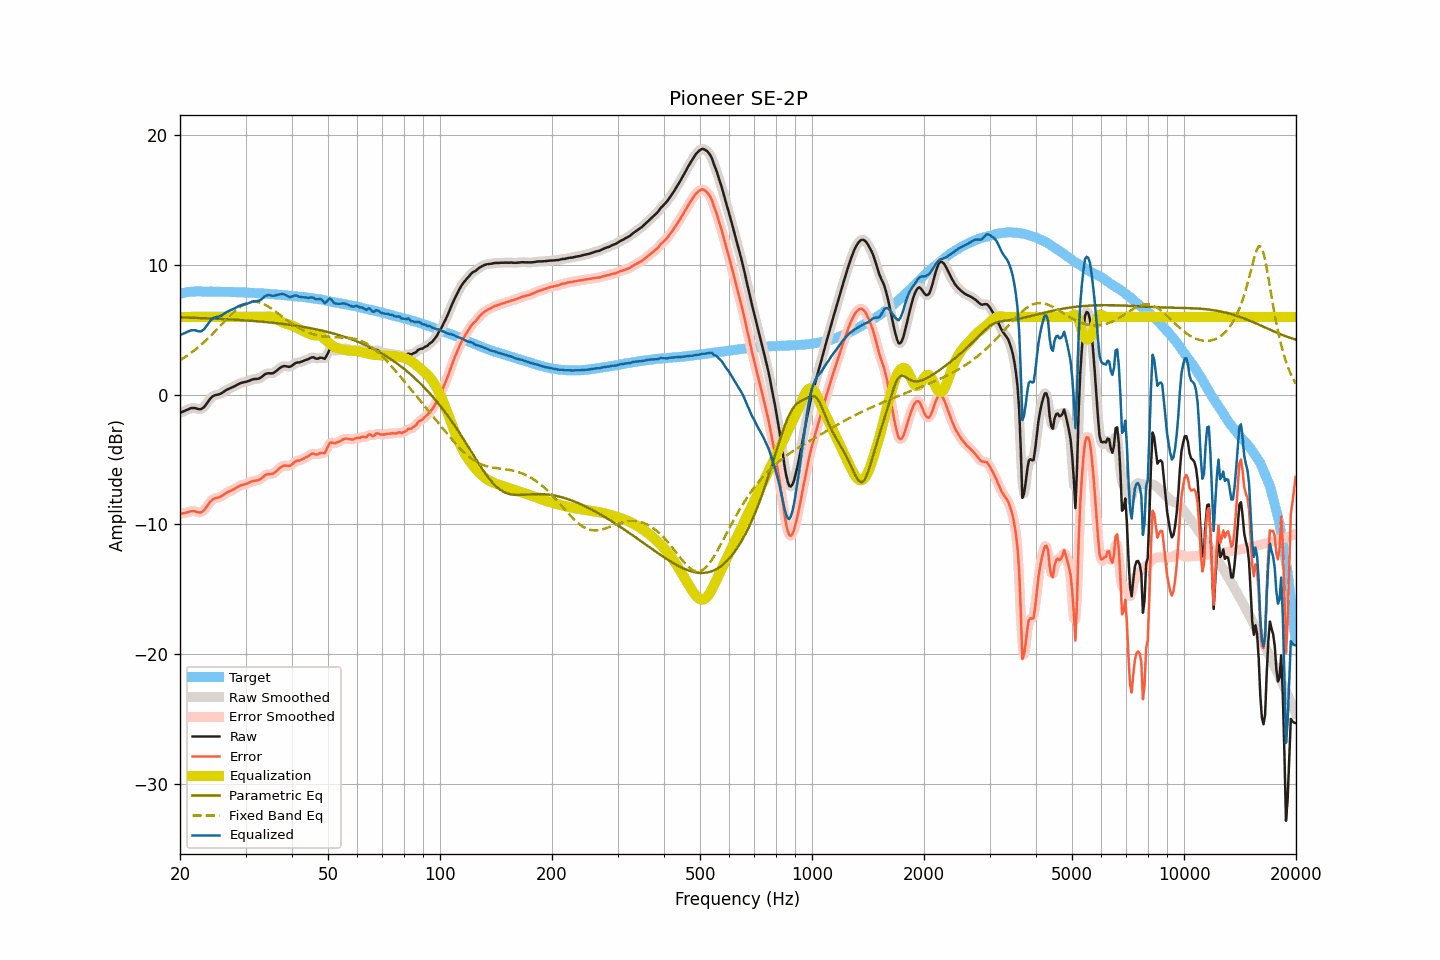 Pioneer SE-2P
Amplitude (dBr)
20
10
0
−10
−20
−30
Target
Raw Smoothed
Error Smoothed
Raw
Error
Equalization
Parametric Eq
Fixed Band Eq
Equalized
20 50 100 200 500 1000 2000 5000 10000 20000
Frequency (Hz)